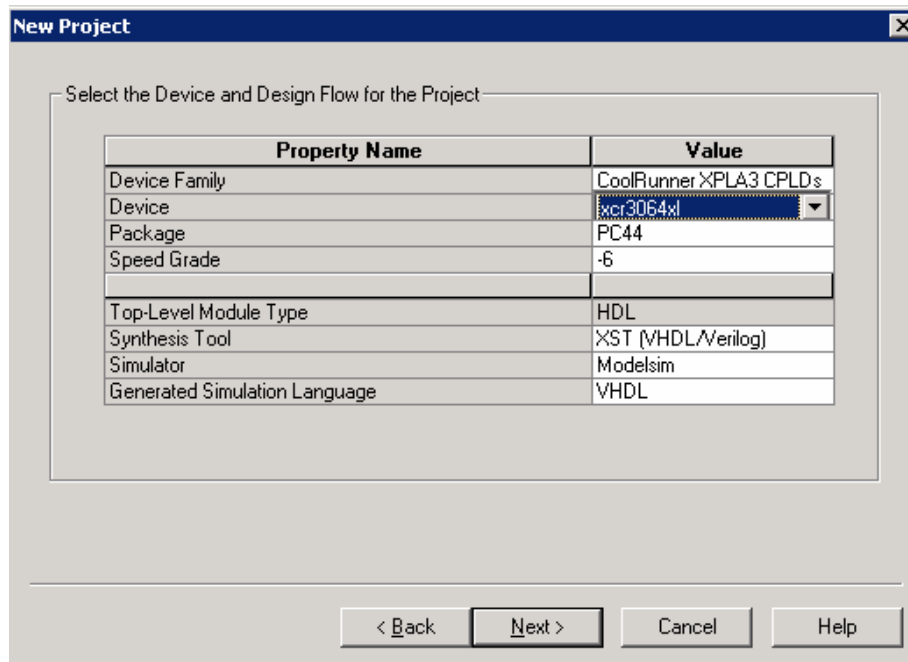 New Project
Select the Device and Design Flow for the Project
Property Name Value
Device Family CoolRunner XPLA3 CPLDs
Device xcr3064xl
Package PC44
Speed Grade -6
Top-Level Module Type HDL
Synthesis Tool XST (VHDL/Verilog)
Simulator Modelsim
Generated Simulation Language VHDL
< Back Next > Cancel Help